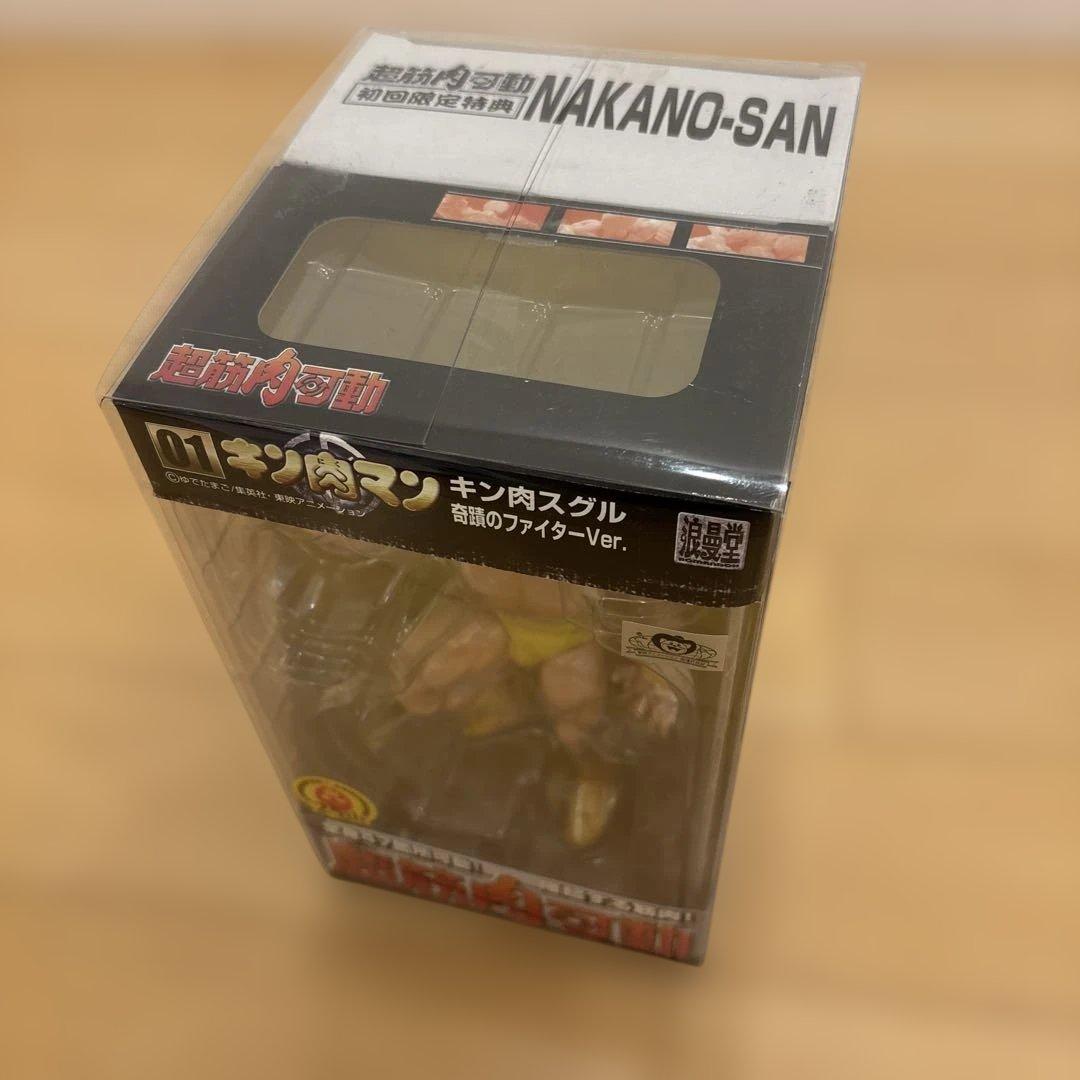 超筋肉可動
初回限定特典
NAKANO-SAN
超筋肉可動
01
キン肉マン
キン肉スグル
奇蹟のファイターVer.
©ゆでたまご/集英社・東映アニメーション
浪漫堂
超筋肉可動